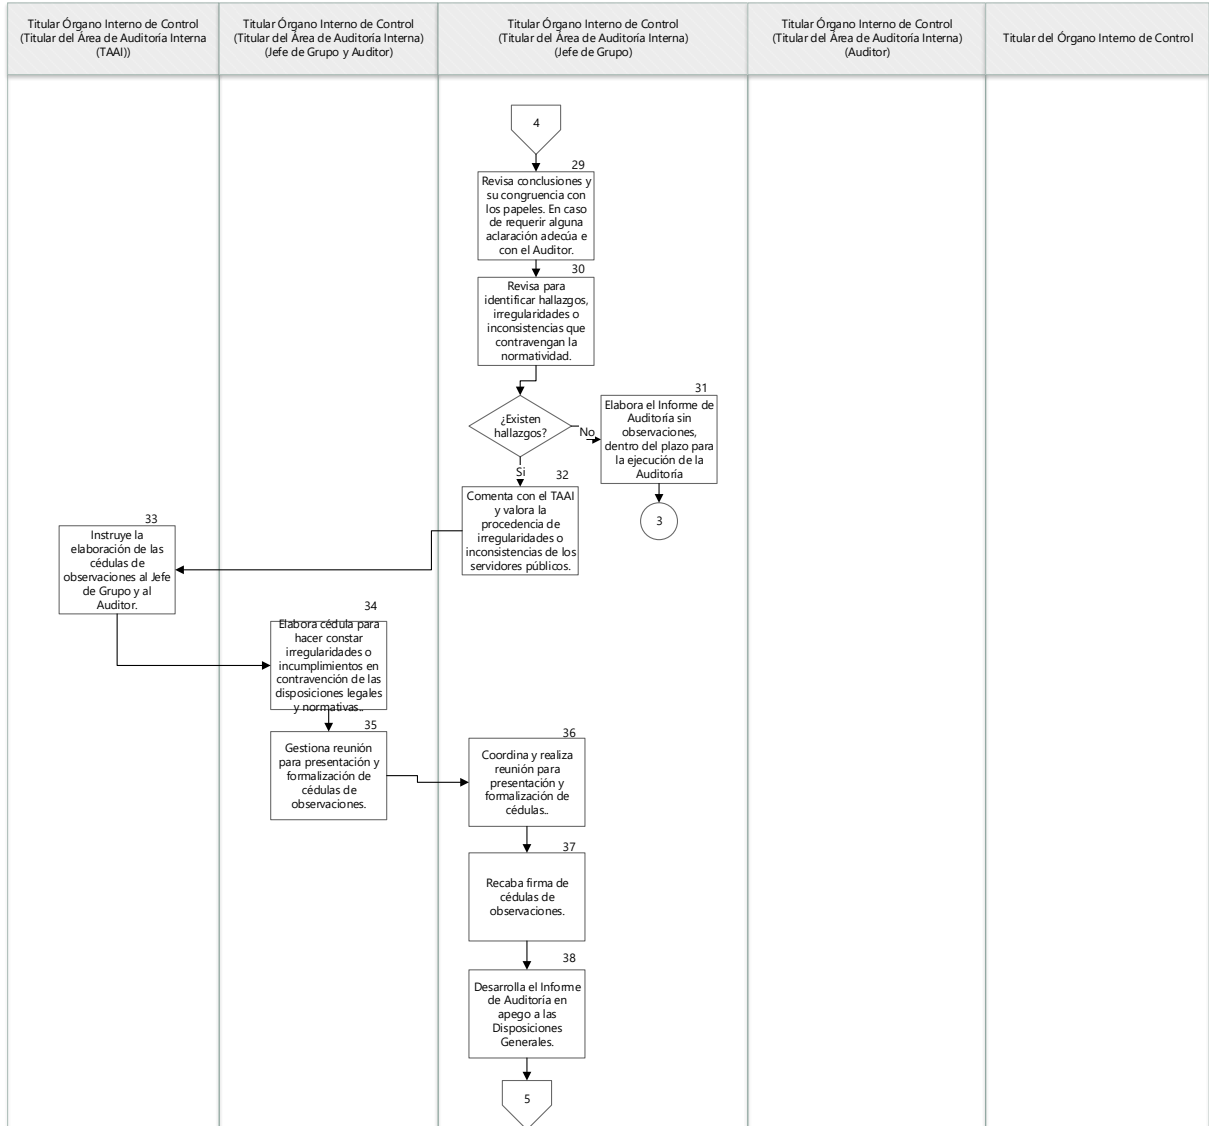 Titular Órgano Interno de Control
(Titular del Área de Auditoría Interna
(TAAI))
Titular Órgano Interno de Control
(Titular del Área de Auditoría Interna)
(Jefe de Grupo y Auditor)
Titular Órgano Interno de Control
(Titular del Área de Auditoría Interna)
(Jefe de Grupo)
Titular Órgano Interno de Control
(Titular del Área de Auditoría Interna)
(Auditor)
Titular del Órgano Interno de Control
4
29
Revisa conclusiones y
su congruencia con
los papeles. En caso
de requerir alguna
aclaración adecúa e
con el Auditor.
30
Revisa para
identificar hallazgos,
irregularidades o
inconsistencias que
contravengan la
normatividad.
¿Existen
hallazgos?
No
31
Elabora el Informe de
Auditoría sin
observaciones,
dentro del plazo para
la ejecución de la
Auditoría
3
Si
32
Comenta con el TAAI
y valora la
procedencia de
irregularidades o
inconsistencias de los
servidores públicos.
33
Instruye la
elaboración de las
cédulas de
observaciones al Jefe
de Grupo y al
Auditor.
34
Elabora cédula para
hacer constar
irregularidades o
incumplimientos en
contravención de las
disposiciones legales
y normativas..
35
Gestiona reunión
para presentación y
formalización de
cédulas de
observaciones.
36
Coordina y realiza
reunión para
presentación y
formalización de
cédulas..
37
Recaba firma de
cédulas de
observaciones.
38
Desarrolla el Informe
de Auditoría en
apego a las
Disposiciones
Generales.
5